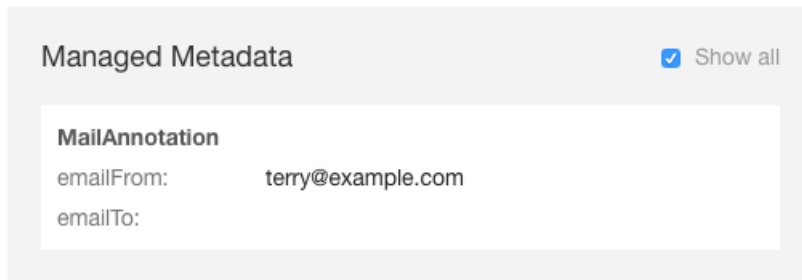 Managed Metadata
Show all
MailAnnotation
emailFrom: terry@example.com
emailTo: